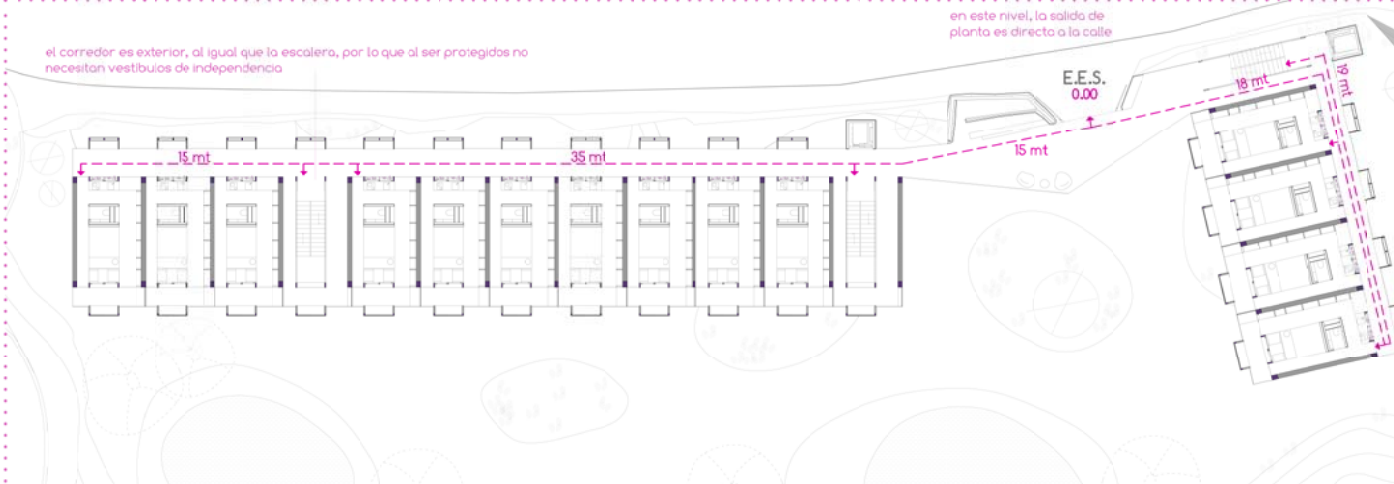 en este nivel, la salida de
planta es directa a la calle
el corredor es exterior, al igual que la escalera, por lo que al ser protegidos no
necesitan vestíbulos de independencia
E.E.S.
0.00
18 mt
19 mt
15 mt
35 mt
15 mt